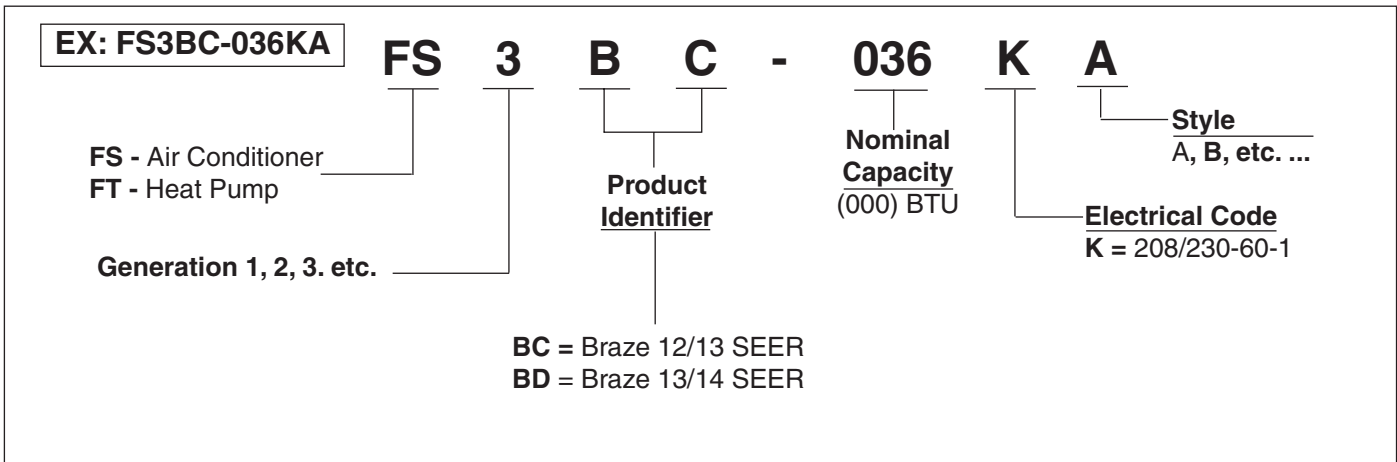 EX: FS3BC-036KA
FS 3 B C - 036 K A
FS - Air Conditioner
FT - Heat Pump
Generation 1, 2, 3. etc.
Product
Identifier
BC = Braze 12/13 SEER
BD = Braze 13/14 SEER
Nominal
Capacity
(000) BTU
Style
A, B, etc. ...
Electrical Code
K = 208/230-60-1